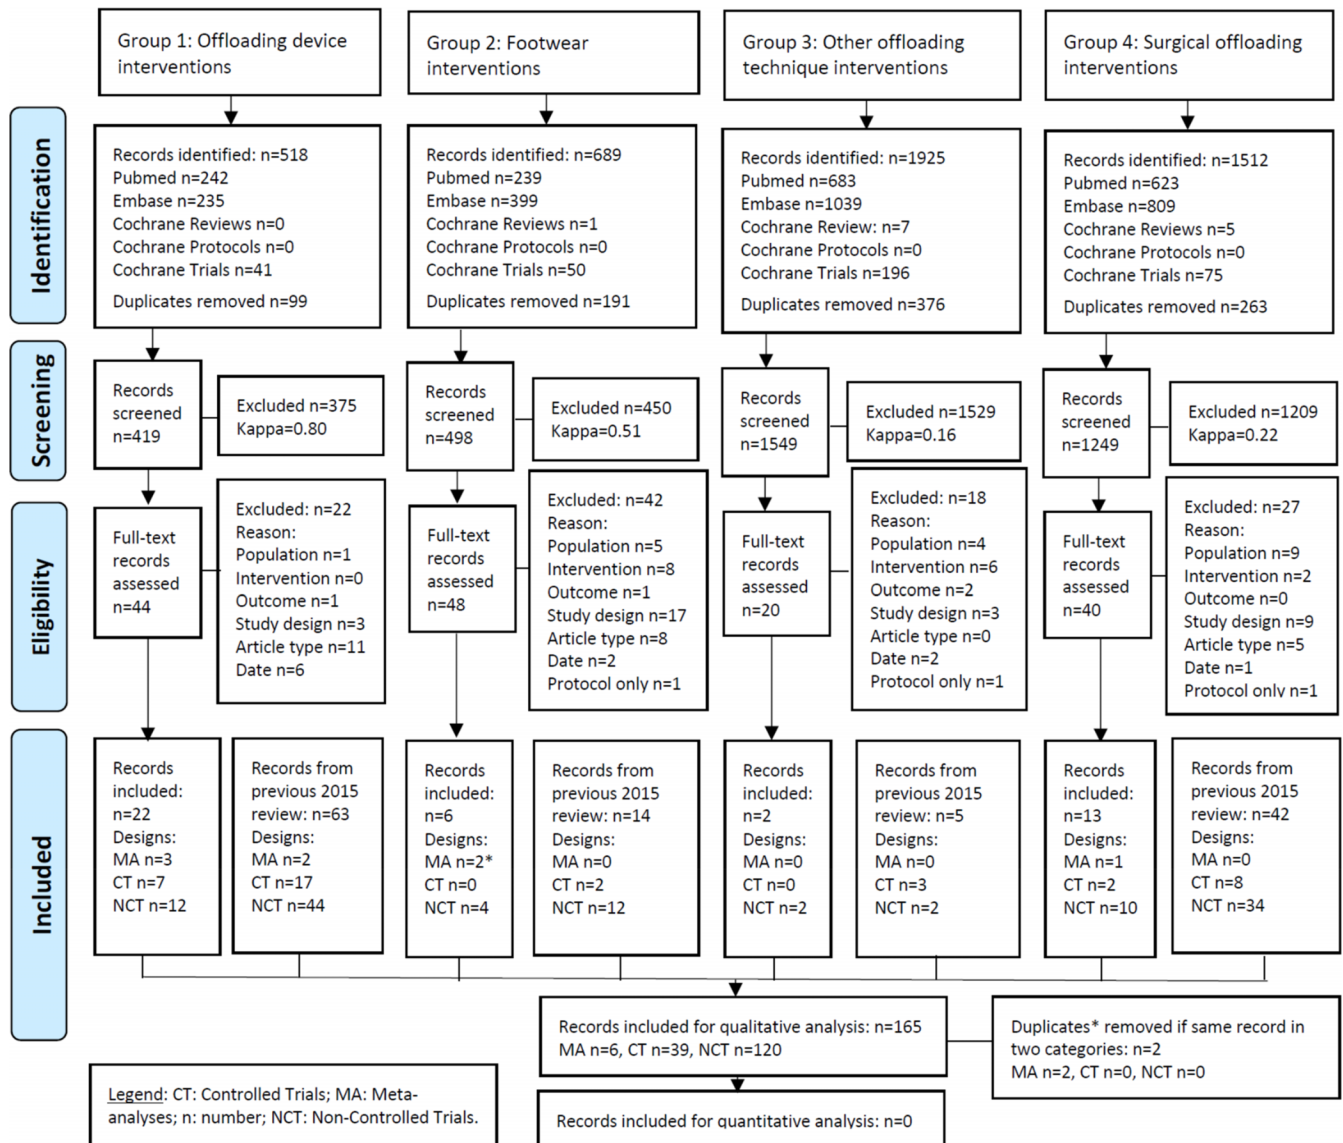 Group 1: Offloading device
interventions
Group 2: Footwear
interventions
Group 3: Other offloading
technique interventions
Group 4: Surgical offloading
interventions
Identification
Records identified: n=518
Pubmed n=242
Embase n=235
Cochrane Reviews n=0
Cochrane Protocols n=0
Cochrane Trials n=41
Duplicates removed n=99
Records identified: n=689
Pubmed n=239
Embase n=399
Cochrane Reviews n=1
Cochrane Protocols n=0
Cochrane Trials n=50
Duplicates removed n=191
Records identified: n=1925
Pubmed n=683
Embase n=1039
Cochrane Review: n=7
Cochrane Protocols n=0
Cochrane Trials n=196
Duplicates removed n=376
Records identified: n=1512
Pubmed n=623
Embase n=809
Cochrane Reviews n=5
Cochrane Protocols n=0
Cochrane Trials n=75
Duplicates removed n=263
Screening
Records
screened
n=419
Excluded n=375
Kappa=0.80
Records
screened
n=498
Excluded n=450
Kappa=0.51
Records
screened
n=1549
Excluded n=1529
Kappa=0.16
Records
screened
n=1249
Excluded n=1209
Kappa=0.22
Eligibility
Full-text
records
assessed
n=44
Excluded: n=22
Reason:
Population n=1
Intervention n=0
Outcome n=1
Study design n=3
Article type n=11
Date n=6
Full-text
records
assessed
n=48
Excluded: n=42
Reason:
Population n=5
Intervention n=8
Outcome n=1
Study design n=17
Article type n=8
Date n=2
Protocol only n=1
Full-text
records
assessed
n=20
Excluded: n=18
Reason:
Population n=4
Intervention n=6
Outcome n=2
Study design n=3
Article type n=0
Date n=2
Protocol only n=1
Full-text
records
assessed
n=40
Excluded: n=27
Reason:
Population n=9
Intervention n=2
Outcome n=0
Study design n=9
Article type n=5
Date n=1
Protocol only n=1
Included
Records
included:
n=22
Designs:
MA n=3
CT n=7
NCT n=12
Records from
previous 2015
review: n=63
Designs:
MA n=2
CT n=17
NCT n=44
Records
included:
n=6
Designs:
MA n=2*
CT n=0
NCT n=4
Records from
previous 2015
review: n=14
Designs:
MA n=0
CT n=2
NCT n=12
Records
included:
n=2
Designs:
MA n=0
CT n=0
NCT n=2
Records from
previous 2015
review: n=5
Designs:
MA n=0
CT n=3
NCT n=2
Records
included:
n=13
Designs:
MA n=1
CT n=2
NCT n=10
Records from
previous 2015
review: n=42
Designs:
MA n=0
CT n=8
NCT n=34
Records included for qualitative analysis: n=165
MA n=6, CT n=39, NCT n=120
Duplicates* removed if same record in
two categories: n=2
MA n=2, CT n=0, NCT n=0
Legend: CT: Controlled Trials; MA: Meta-
analyses; n: number; NCT: Non-Controlled Trials.
Records included for quantitative analysis: n=0